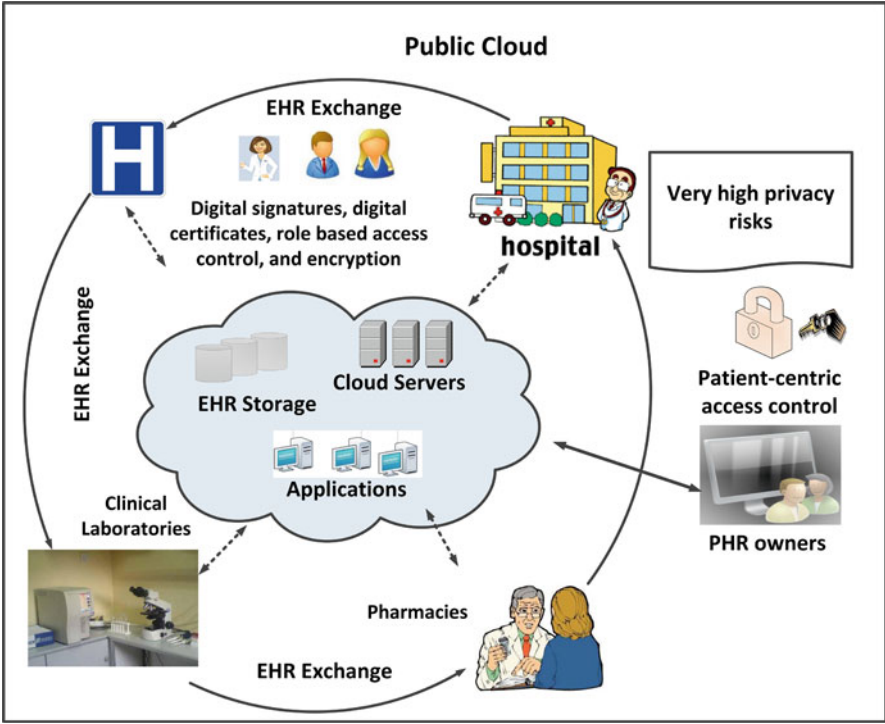 Public Cloud
EHR Exchange
H
Digital signatures, digital
certificates, role based access
control, and encryption
hospital
Very high privacy
risks
EHR Exchange
Cloud Servers
EHR Storage
Patient-centric
access control
Applications
Clinical
Laboratories
PHR owners
Pharmacies
EHR Exchange